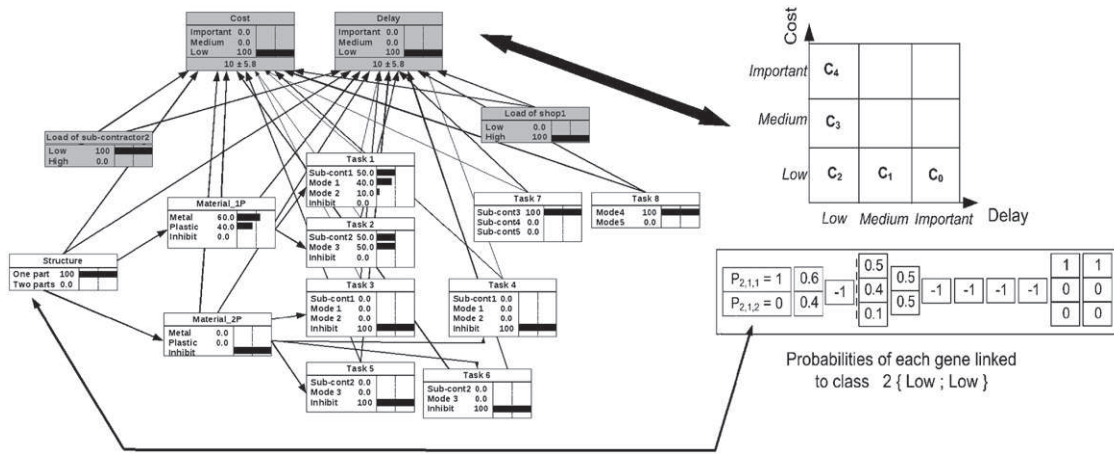 Cost
Important 0.0
Medium 0.0
Low 100
10 ± 5.8
Delay
Important 0.0
Medium 0.0
Low 100
10 ± 5.8
Load of sub-contractor2
Low 100
High 0.0
Load of shop1
Low 0.0
High 100
Task 1
Sub-cont1 50.0
Mode 1 40.0
Mode 2 10.0
Inhibit 0.0
Material_1P
Metal 60.0
Plastic 40.0
Inhibit 0.0
Task 2
Sub-cont2 50.0
Mode 3 50.0
Inhibit 0.0
Task 7
Sub-cont3 100
Sub-cont4 0.0
Sub-cont5 0.0
Task 8
Mode4 100
Mode5 0.0
Structure
One part 100
Two parts 0.0
Task 3
Sub-cont1 0.0
Mode 1 0.0
Mode 2 0.0
Inhibit 100
Task 4
Sub-cont1 0.0
Mode 1 0.0
Mode 2 0.0
Inhibit 100
Material_2P
Metal 0.0
Plastic 0.0
Inhibit
Task 5
Sub-cont2 0.0
Mode 3 0.0
Inhibit 100
Task 6
Sub-cont2 0.0
Mode 3 0.0
Inhibit 100
Cost
Important
Medium
Low
C4
C3
C2 C1 C0
Low Medium Important
Delay
P2,1,1 = 1
P2,1,2 = 0
0.6
0.4
-1
0.5
0.4
0.1
0.5
0.5
-1 -1 -1 -1
1
0
0
1
0
0
Probabilities of each gene linked
to class 2 { Low ; Low }